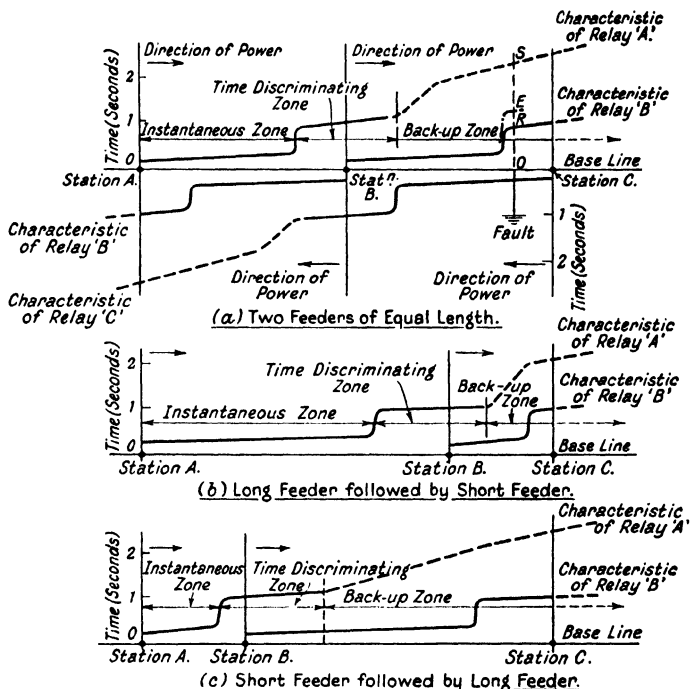 Characteristic
of Relay 'A'.
Direction of Power
Direction of Power
S
2
Time Discriminating
Zone
Characteristic
of Relay 'B'
E
1
R
Instantaneous Zone
Back-up Zone
Time (Seconds)
0
O
Base Line
Station A.
Statn.
B.
Station C.
Characteristic
of Relay 'B'
1
Fault
2
Time (Seconds)
Characteristic
of Relay 'C'
Direction of
Power
Direction of
Power
(a) Two Feeders of Equal Length.
Characteristic
of Relay 'A'
2
Time Discriminating
Zone
Back-up
Zone
Characteristic
of Relay 'B'
1
Instantaneous Zone
Time (Seconds)
0
Base Line
Station A.
Station B.
Station C.
(b) Long Feeder followed by Short Feeder.
Characteristic
of Relay 'A'
2
Instantaneous
Zone
Time Discriminating
Zone
Characteristic
of Relay 'B'
1
Back-up Zone
Time (Seconds)
0
Base Line
Station A.
Station B.
Station C.
(c) Short Feeder followed by Long Feeder.